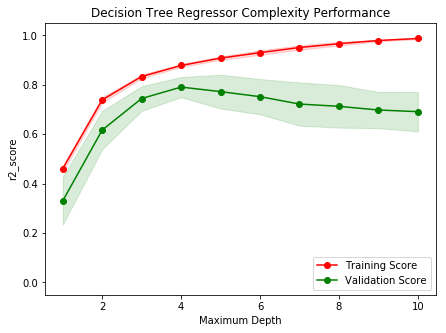 Decision Tree Regressor Complexity Performance
1.0
0.8
0.6
0.4
0.2
0.0
r2_score
2
4
6
8
10
Maximum Depth
Training Score
Validation Score